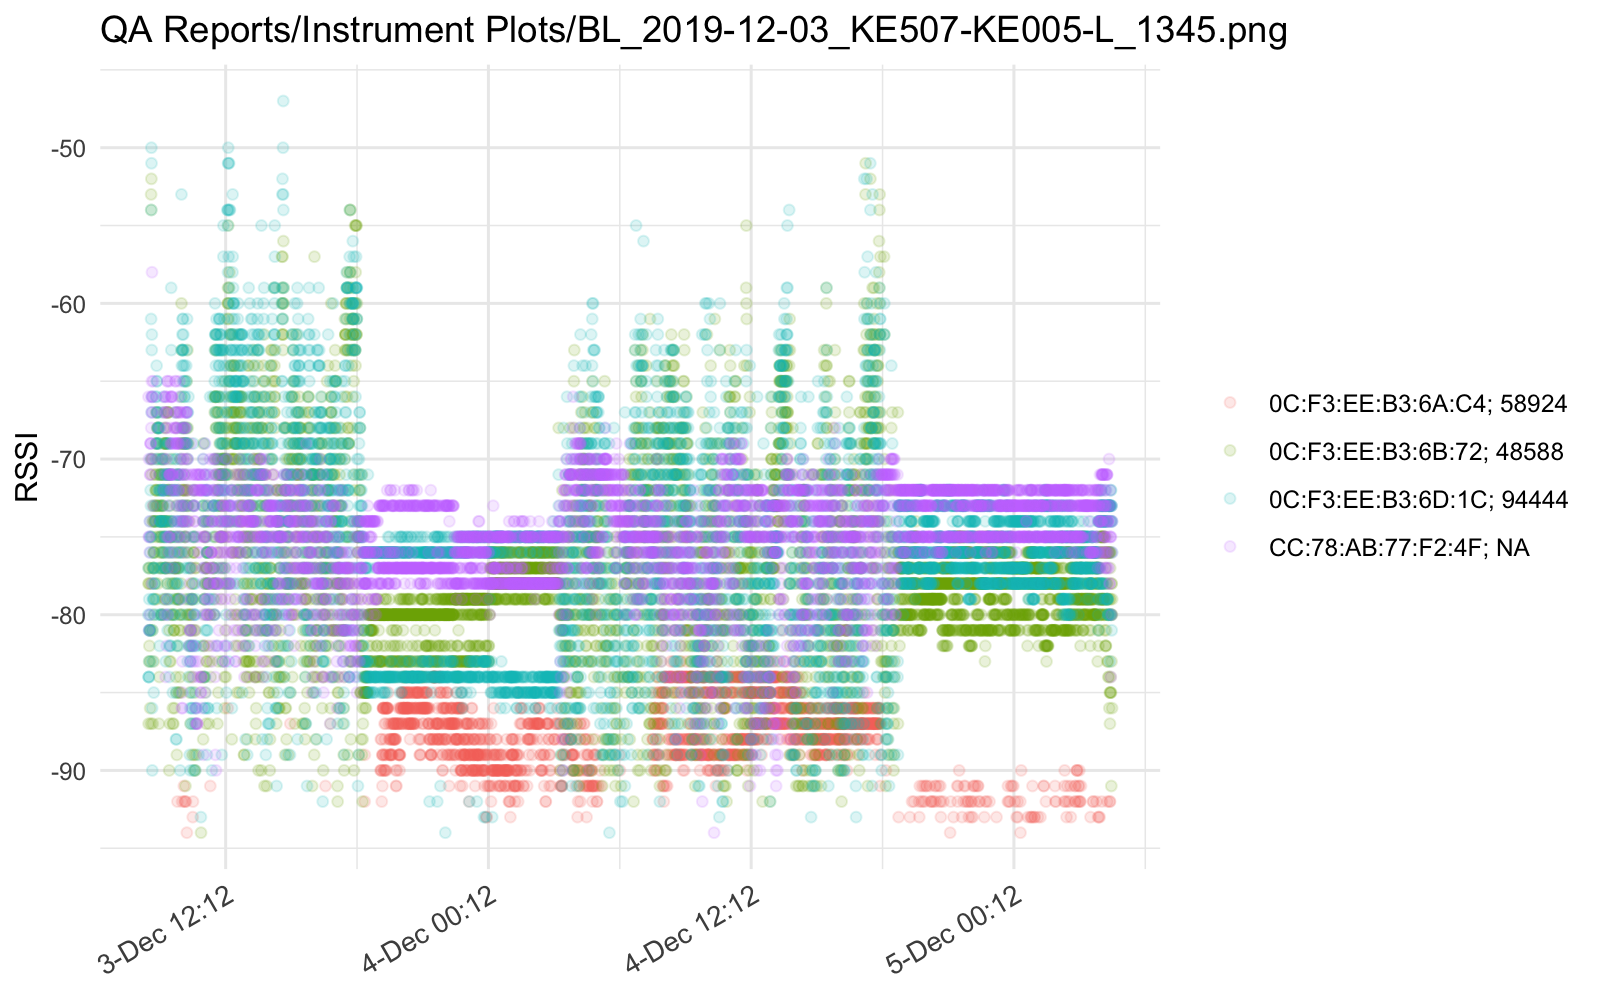 QA Reports/Instrument Plots/BL_2019-12-03_KE507-KE005-L_1345.png
RSSI
-50
-60
-70
-80
-90
3-Dec 12:12
4-Dec 00:12
4-Dec 12:12
5-Dec 00:12
0C:F3:EE:B3:6A:C4; 58924
0C:F3:EE:B3:6B:72; 48588
0C:F3:EE:B3:6D:1C; 94444
CC:78:AB:77:F2:4F; NA